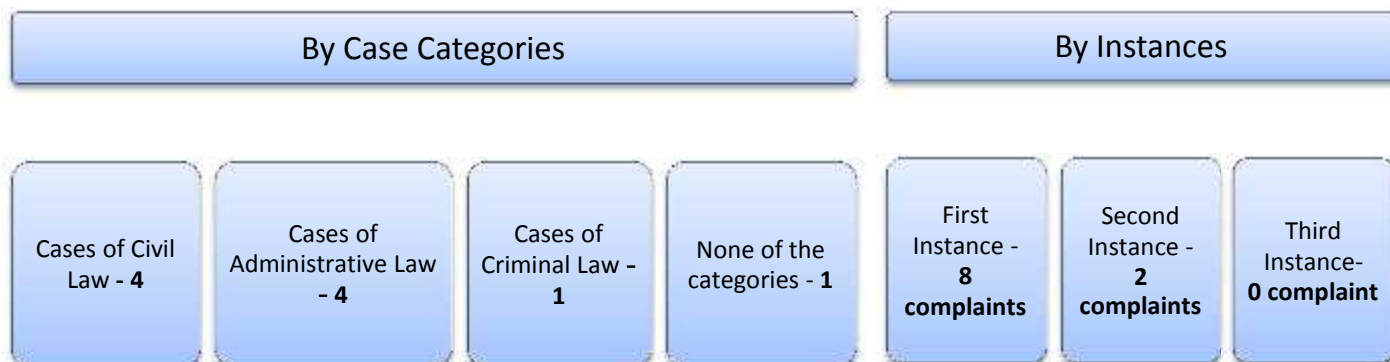 By Case Categories
By Instances
Cases of Civil
Law - 4
Cases of
Administrative Law
– 4
Cases of
Criminal Law –
1
None of the
categories - 1
First
Instance -
8
complaints
Second
Instance -
2
complaints
Third
Instance-
0 complaint